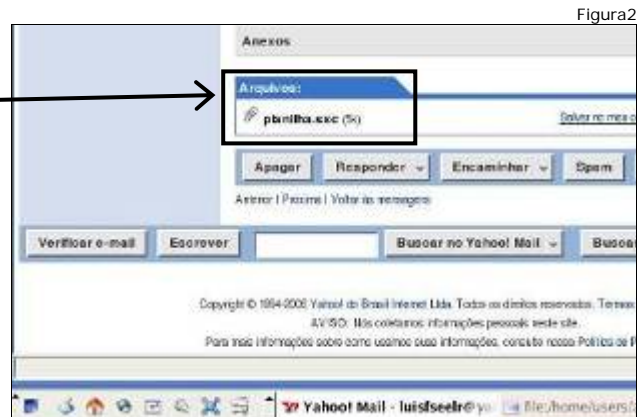 Figura2
Anexos
Arquivos:
planilha.sxc (5k) Salvar no meu
Apagar Responder Encaminhar Spam
Anterior | Próxima | Voltar às mensagens
Verificar e-mail Escrever Buscar no Yahoo! Mail Buscar
Copyright © 1994-2006 Yahoo! do Brasil Internet Ltda. Todos os direitos reservados. Termos
AVISO: Nós coletamos informações pessoais neste site.
Para mais informações sobre como usamos suas informações, consulte nossa Política de P
Yahoo! Mail - luisfseelr@y file:/home/users/